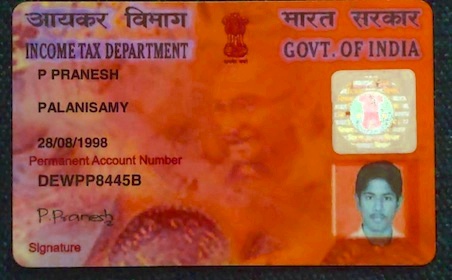 आयकर विभाग
भारत सरकार
INCOME TAX DEPARTMENT
GOVT. OF INDIA
P PRANESH
PALANISAMY
28/08/1998
Permanent Account Number
DEWPP8445B
P.Pranesh
Signature